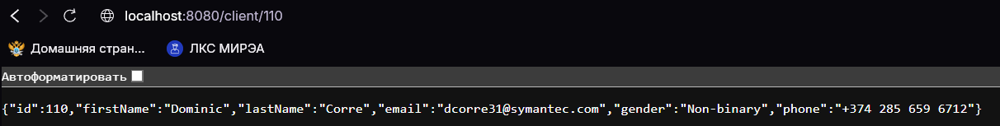 localhost:8080/client/110
Домашняя стран... ЛКС МИРЭА
Автоформатировать
{"id":110,"firstName":"Dominic","lastName":"Corre","email":"dcorre31@symantec.com","gender":"Non-binary","phone":"+374 285 659 6712"}